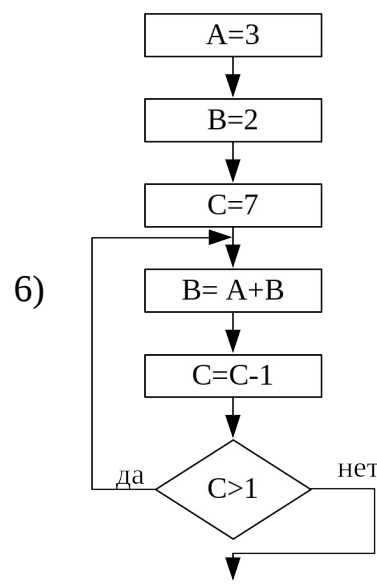 A=3
B=2
C=7
6)
B= A+B
C=C-1
да
C>1
нет